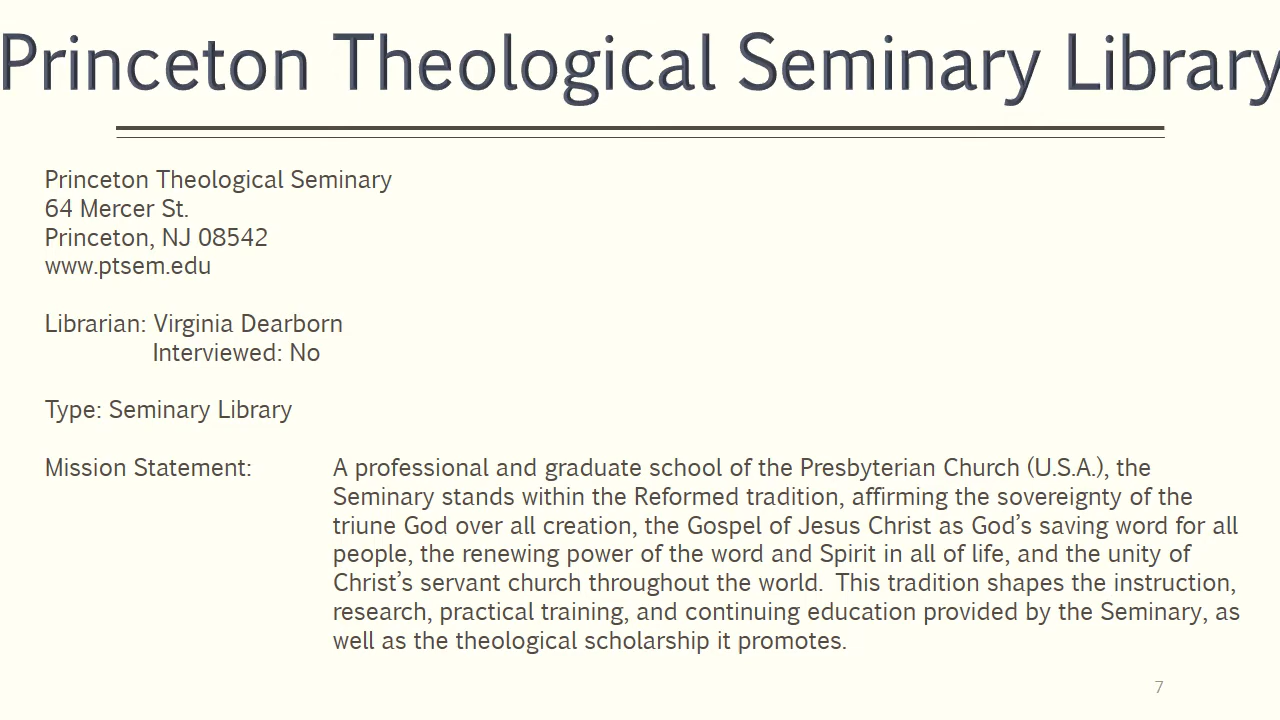 Princeton Theological Seminary Library
Princeton Theological Seminary
64 Mercer St.
Princeton, NJ 08542
www.ptsem.edu
Librarian: Virginia Dearborn
Interviewed: No
Type: Seminary Library
Mission Statement: A professional and graduate school of the Presbyterian Church (U.S.A.), the
Seminary stands within the Reformed tradition, affirming the sovereignty of the
triune God over all creation, the Gospel of Jesus Christ as God’s saving word for all
people, the renewing power of the word and Spirit in all of life, and the unity of
Christ’s servant church throughout the world.  This tradition shapes the instruction,
research, practical training, and continuing education provided by the Seminary, as
well as the theological scholarship it promotes.
7